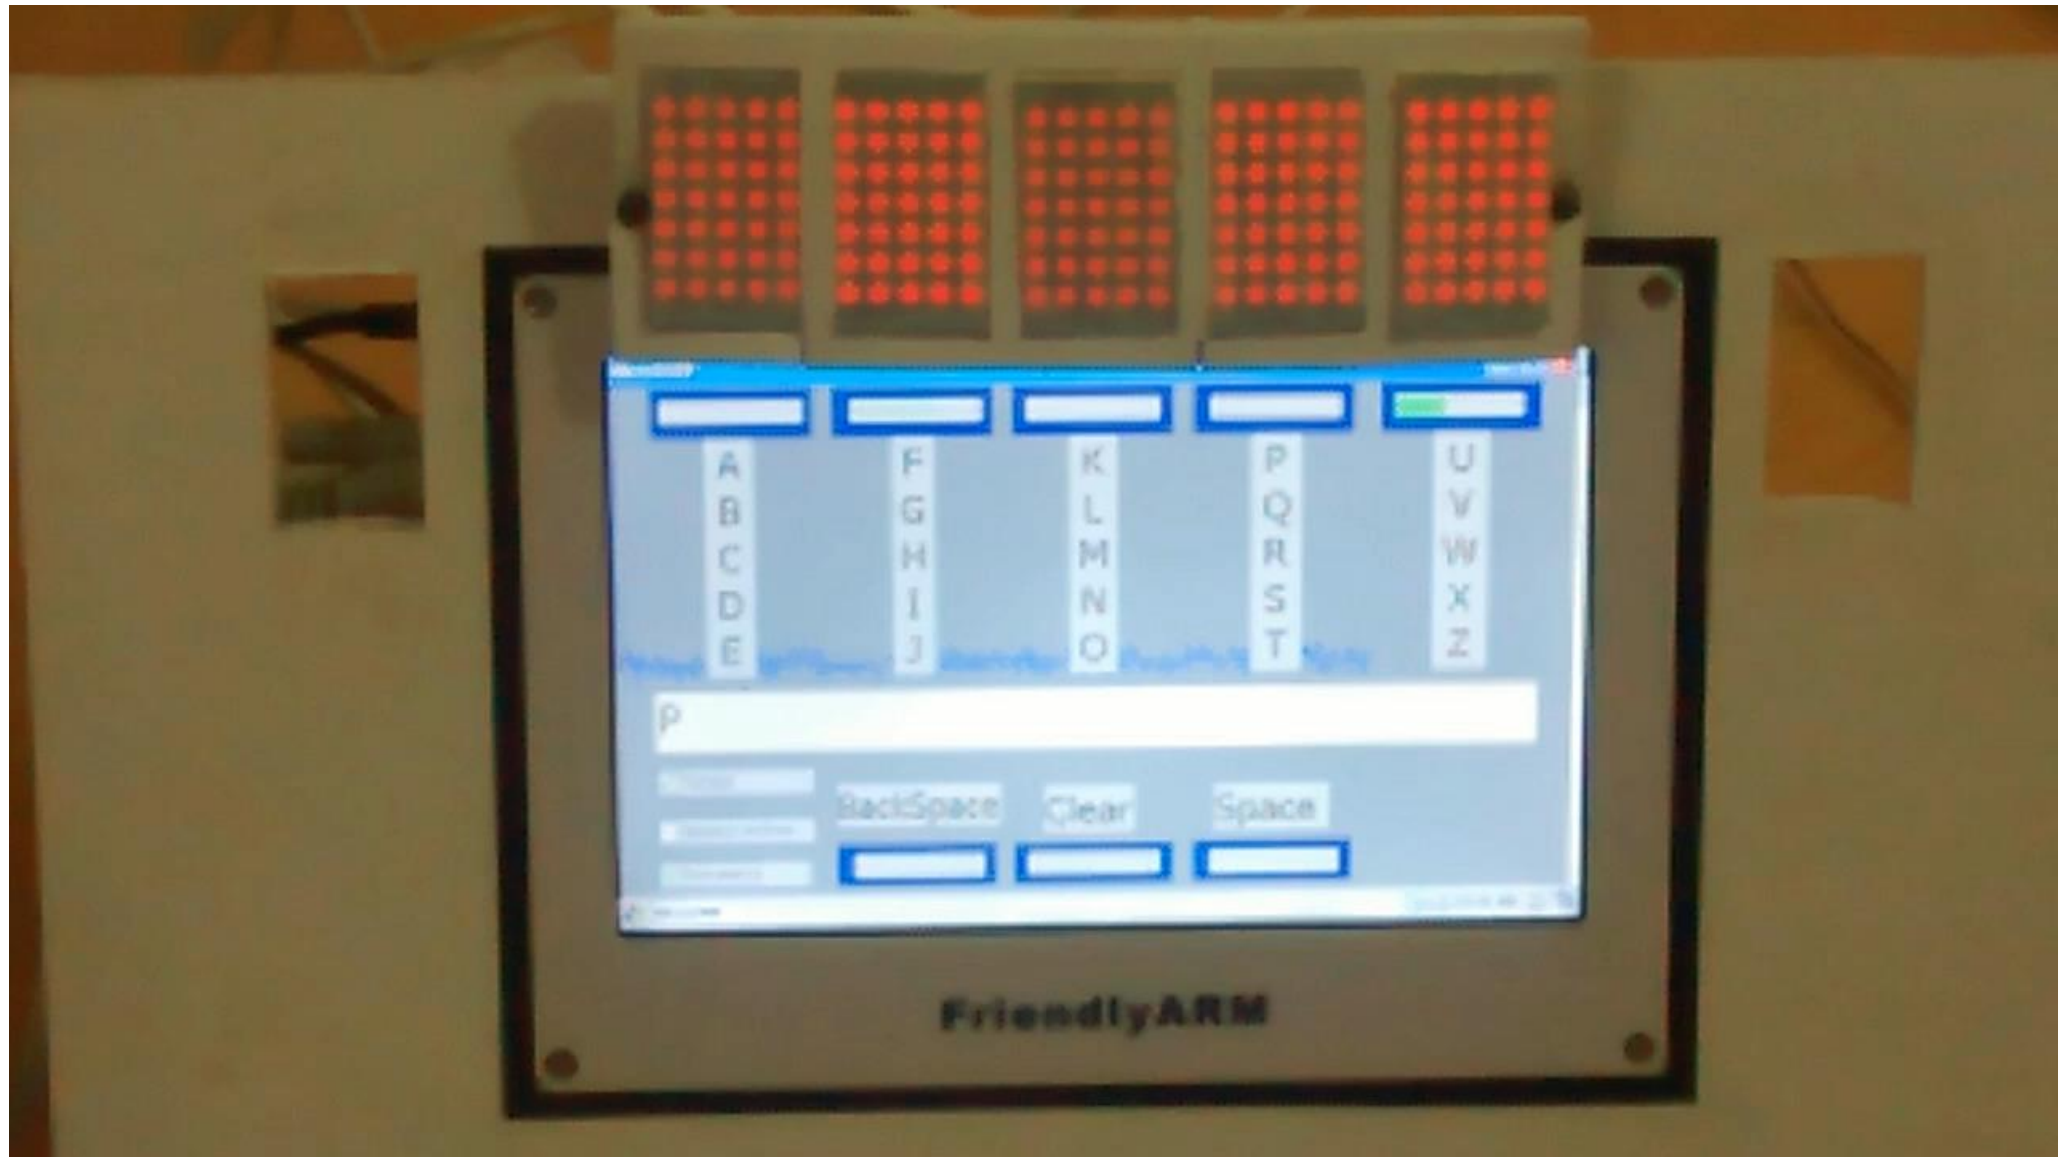 A F K P U
B G L Q V
C H M R W
D I N S X
E J O T Z
P
BackSpace Clear Space
FriendlyARM